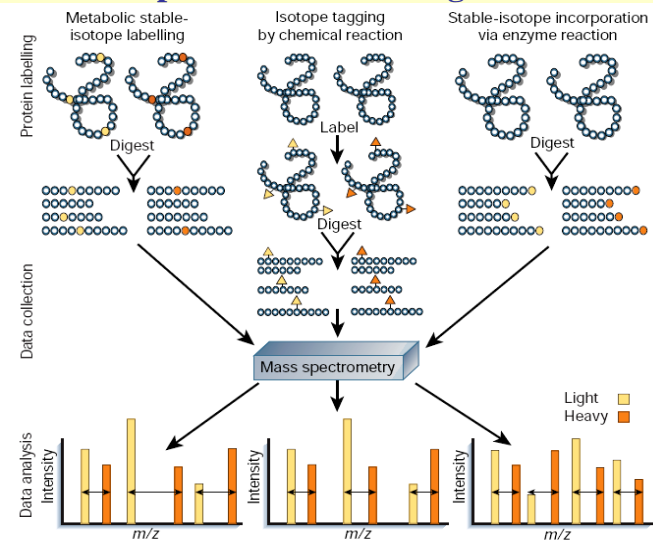 Metabolic stable-
isotope labelling
Isotope tagging
by chemical reaction
Stable-isotope incorporation
via enzyme reaction
Protein labelling
Digest
Label
Digest
Digest
Data collection
Mass spectrometry
Light
Heavy
Data analysis
Intensity
m/z
Intensity
m/z
Intensity
m/z